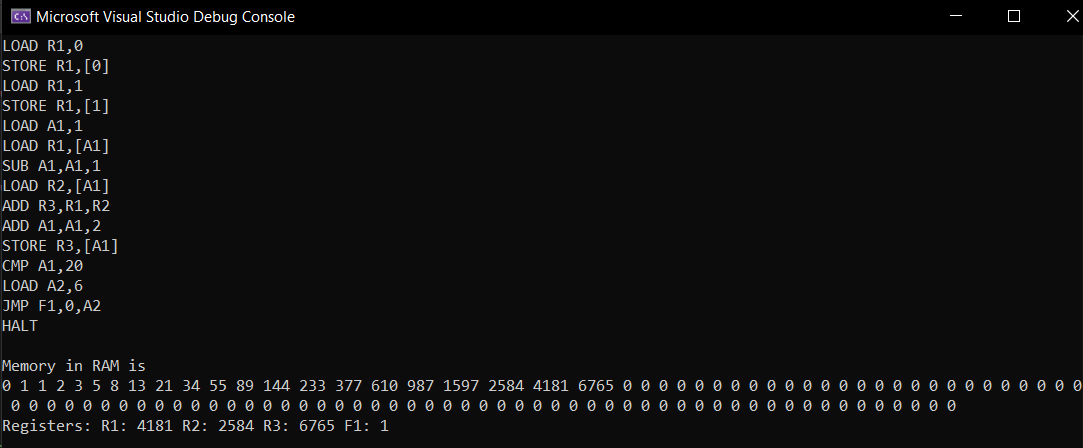 Microsoft Visual Studio Debug Console
LOAD R1,0
STORE R1,[0]
LOAD R1,1
STORE R1,[1]
LOAD A1,1
LOAD R1,[A1]
SUB A1,A1,1
LOAD R2,[A1]
ADD R3,R1,R2
ADD A1,A1,2
STORE R3,[A1]
CMP A1,20
LOAD A2,6
JMP F1,0,A2
HALT
Memory in RAM is
0 1 1 2 3 5 8 13 21 34 55 89 144 233 377 610 987 1597 2584 4181 6765 0 0 0 0 0 0 0 0 0 0 0 0 0 0 0 0 0 0 0 0 0 0 0 0 0 0
0 0 0 0 0 0 0 0 0 0 0 0 0 0 0 0 0 0 0 0 0 0 0 0 0 0 0 0 0 0 0 0 0 0 0 0 0 0 0 0 0 0 0 0 0 0 0 0 0 0 0 0 0
Registers: R1: 4181 R2: 2584 R3: 6765 F1: 1